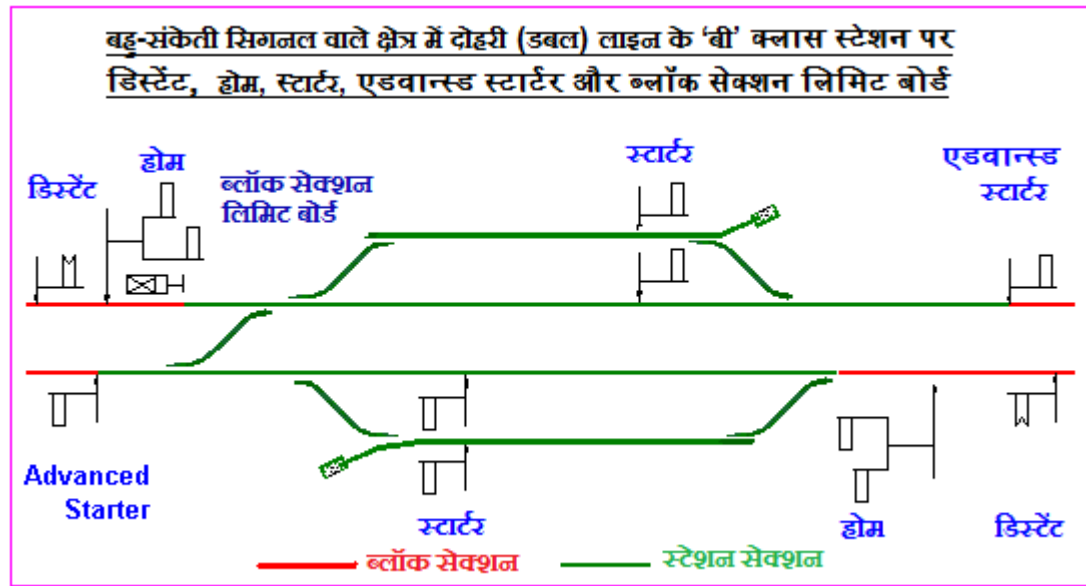 बहु-संकेती सिगनल वाले क्षेत्र में दोहरी (डबल) लाइन के ‘बी’ क्लास स्टेशन पर
डिस्टेंट, होम, स्टार्टर, एडवान्स्ड स्टार्टर और ब्लॉक सेक्शन लिमिट बोर्ड
डिस्टेंट
होम
ब्लॉक सेक्शन
लिमिट बोर्ड
स्टार्टर
एडवान्स्ड
स्टार्टर
Advanced
Starter
स्टार्टर
होम
डिस्टेंट
ब्लॉक सेक्शन
स्टेशन सेक्शन